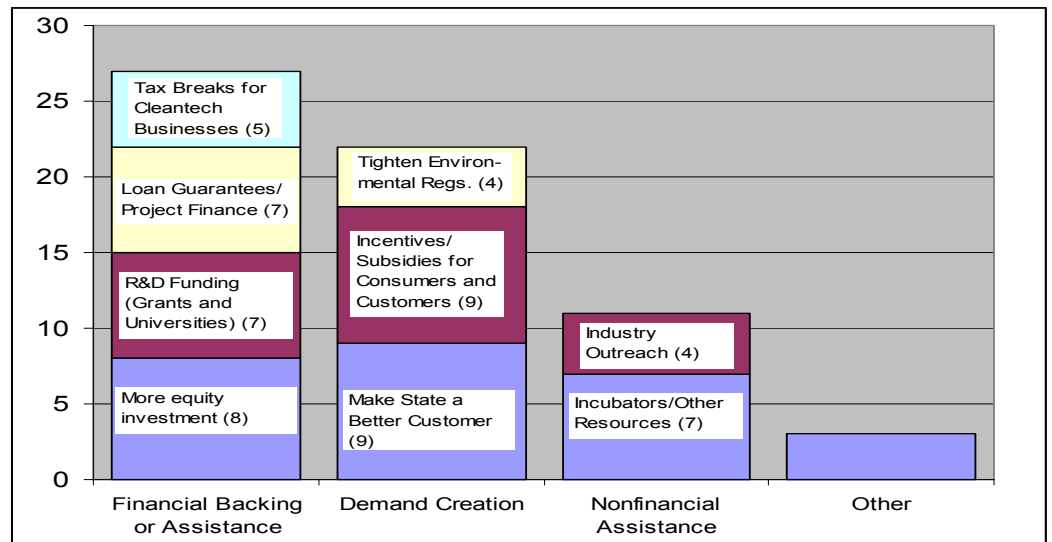 30
25
20
15
10
5
0
Tax Breaks for
Cleantech
Businesses (5)
Loan Guarantees/
Project Finance (7)
R&D Funding
(Grants and
Universities) (7)
More equity
investment (8)
Tighten Environ-
mental Regs. (4)
Incentives/
Subsidies for
Consumers and
Customers (9)
Make State a
Better Customer
(9)
Industry
Outreach (4)
Incubators/Other
Resources (7)
Financial Backing
or Assistance
Demand Creation
Nonfinancial
Assistance
Other